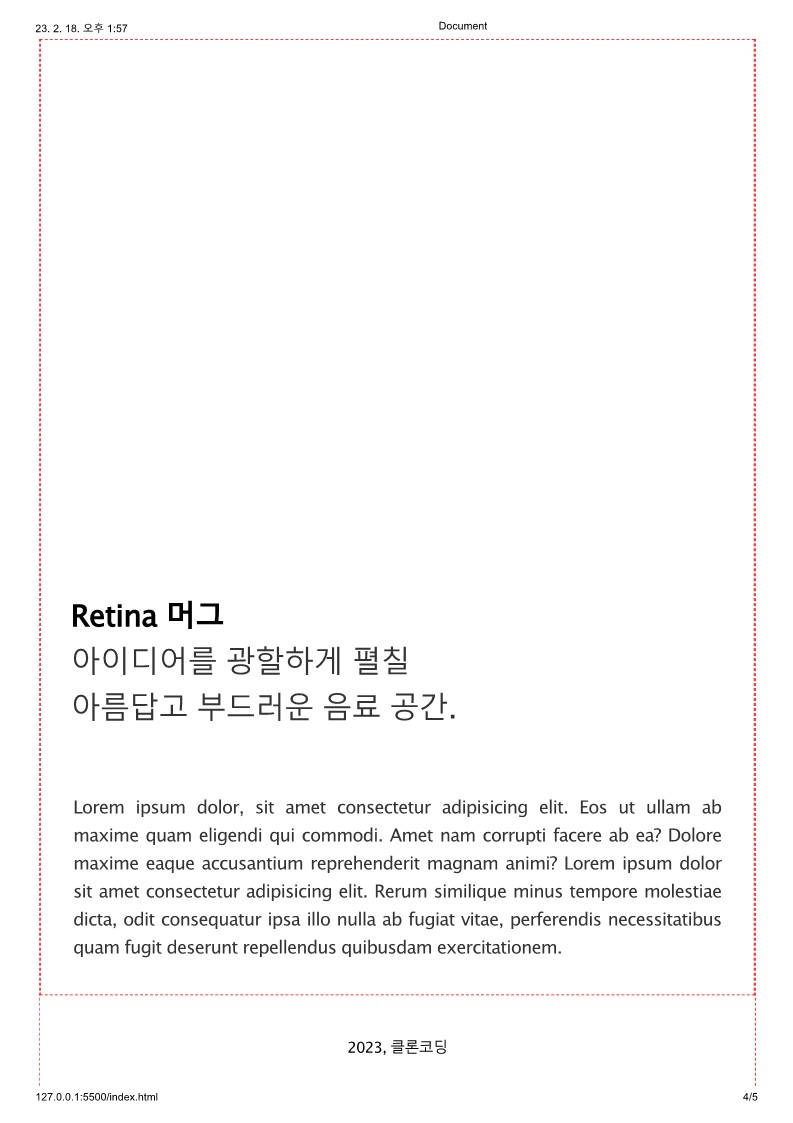 23. 2. 18. 오후 1:57
Document
Retina 머그
아이디어를 광할하게 펼칠
아름답고 부드러운 음료 공간.
Lorem ipsum dolor, sit amet consectetur adipisicing elit. Eos ut ullam ab
maxime quam eligendi qui commodi. Amet nam corrupti facere ab ea? Dolore
maxime eaque accusantium reprehenderit magnam animi? Lorem ipsum dolor
sit amet consectetur adipisicing elit. Rerum similique minus tempore molestiae
dicta, odit consequatur ipsa illo nulla ab fugiat vitae, perferendis necessitatibus
quam fugit deserunt repellendus quibusdam exercitationem.
2023, 클론코딩
127.0.0.1:5500/index.html
4/5